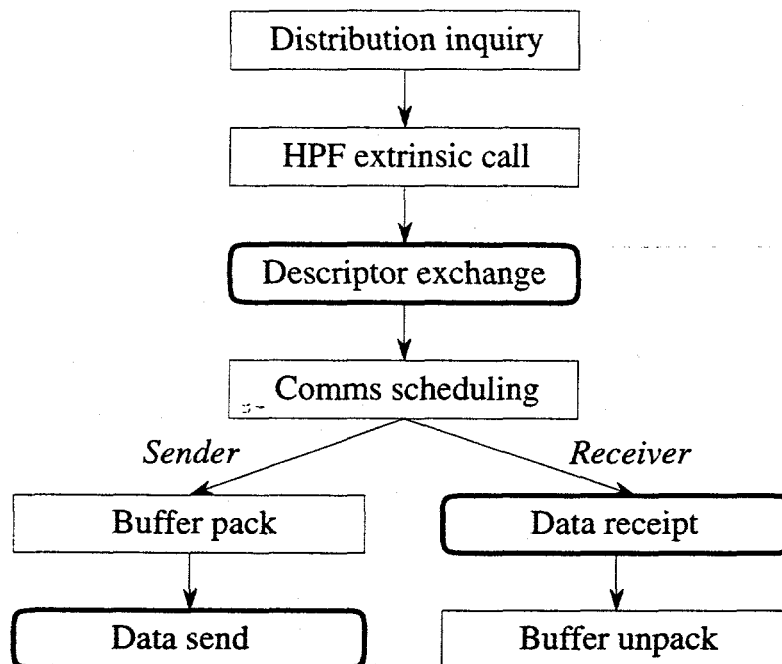 Distribution inquiry
HPF extrinsic call
Descriptor exchange
Comms scheduling
Sender
Receiver
Buffer pack
Data receipt
Data send
Buffer unpack